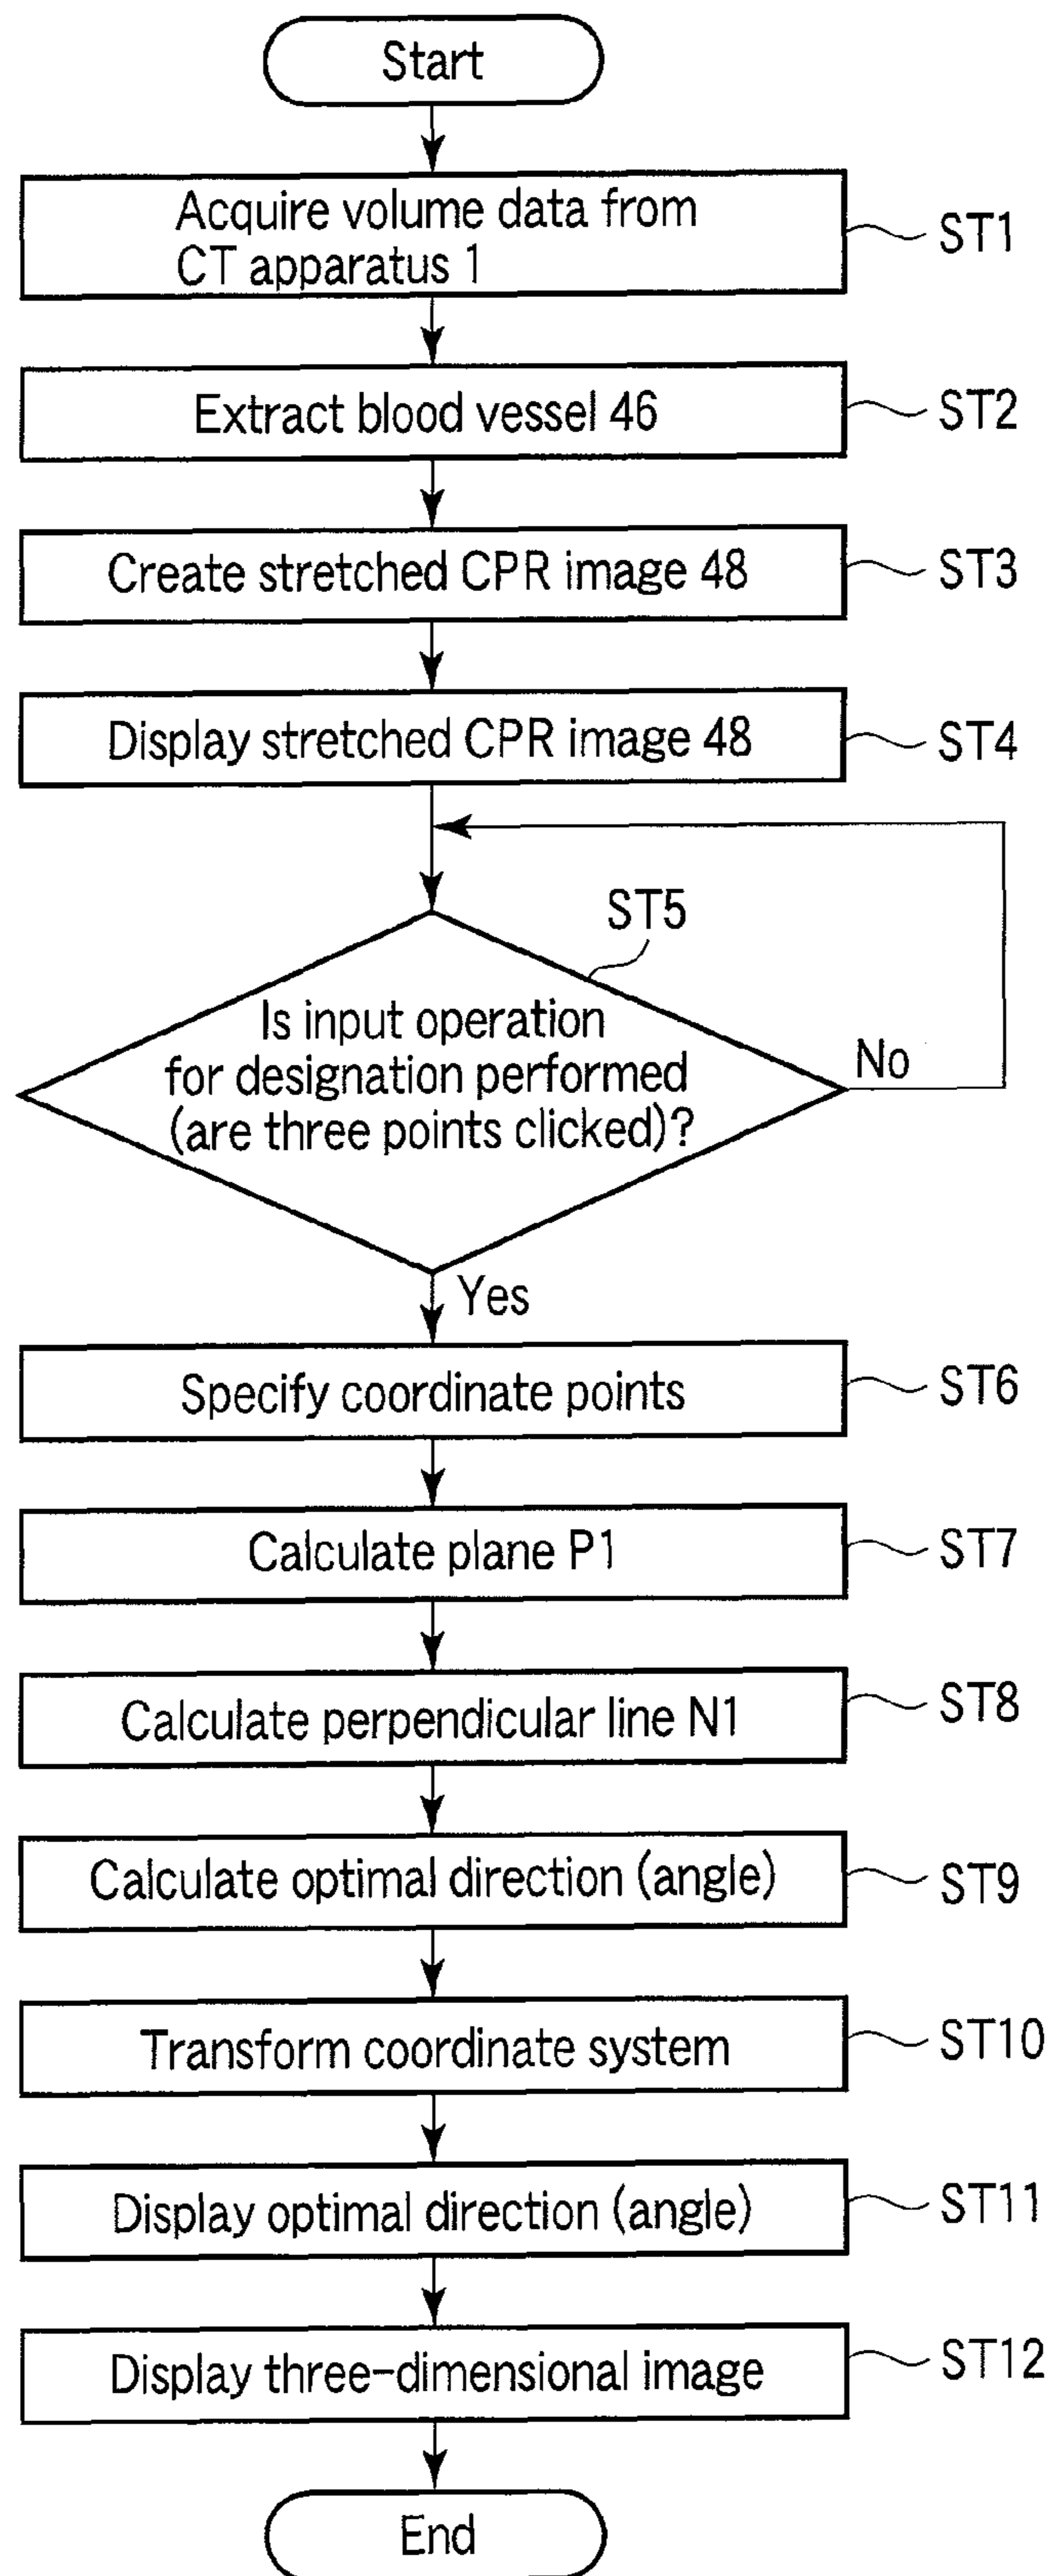 Start
Acquire volume data from
CT apparatus 1
ST1
Extract blood vessel 46
ST2
Create stretched CPR image 48
ST3
Display stretched CPR image 48
ST4
ST5
Is input operation
for designation performed
(are three points clicked)?
No
Yes
Specify coordinate points
ST6
Calculate plane P1
ST7
Calculate perpendicular line N1
ST8
Calculate optimal direction (angle)
ST9
Transform coordinate system
ST10
Display optimal direction (angle)
ST11
Display three-dimensional image
ST12
End